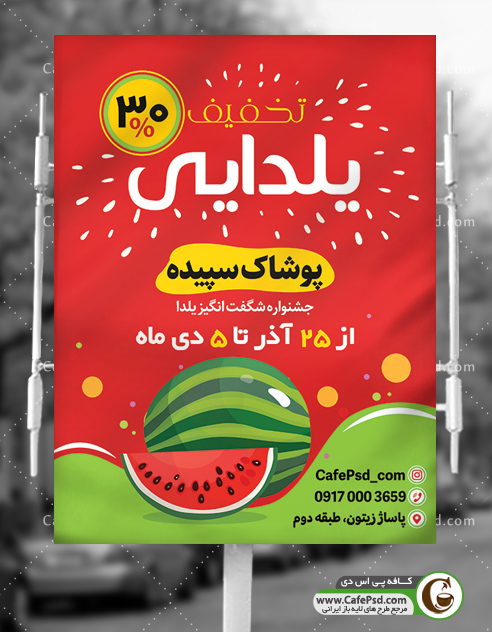 ۳۰
%
تخفیف
یلدایی
پوشاک سپیده
جشنواره شگفت انگیز یلدا
از ۲۵ آذر تا ۵ دی ماه
CafePsd_com
0917 000 3659
پاساژ زیتون، طبقه دوم
کافه پی اس دی
www.CafePsd.com
مرجع طرح های لایه باز ایرانی